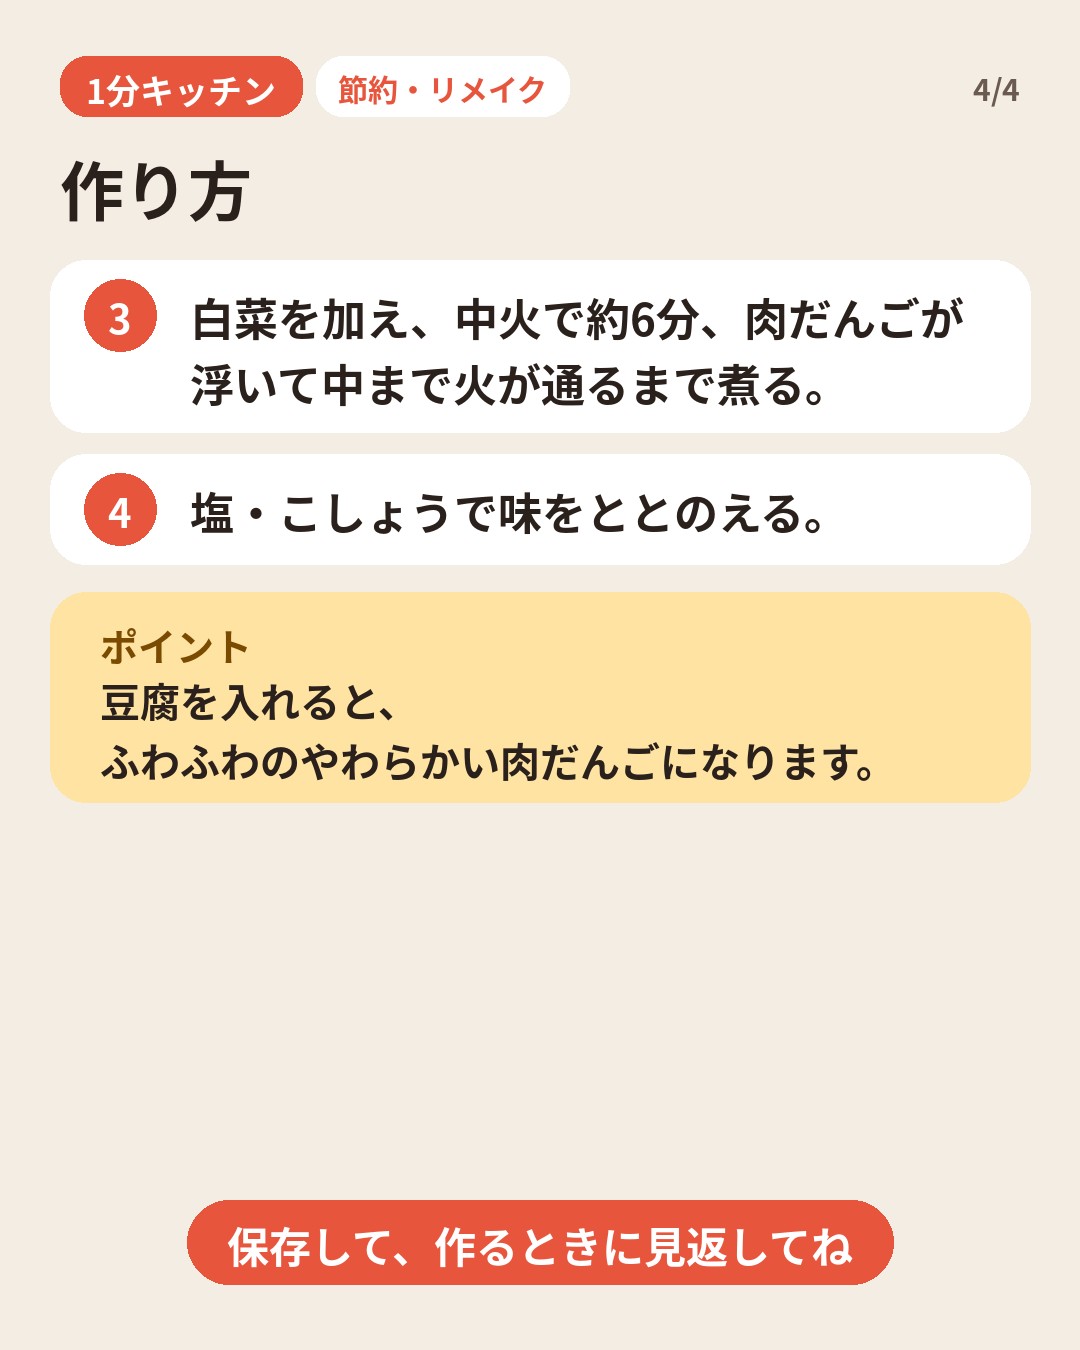 1分キッチン 節約・リメイク 4/4
作り方
3 白菜を加え、中火で約6分、肉だんごが
浮いて中まで火が通るまで煮る。
4 塩・こしょうで味をととのえる。
ポイント
豆腐を入れると、
ふわふわのやわらかい肉だんごになります。
保存して、作るときに見返してね